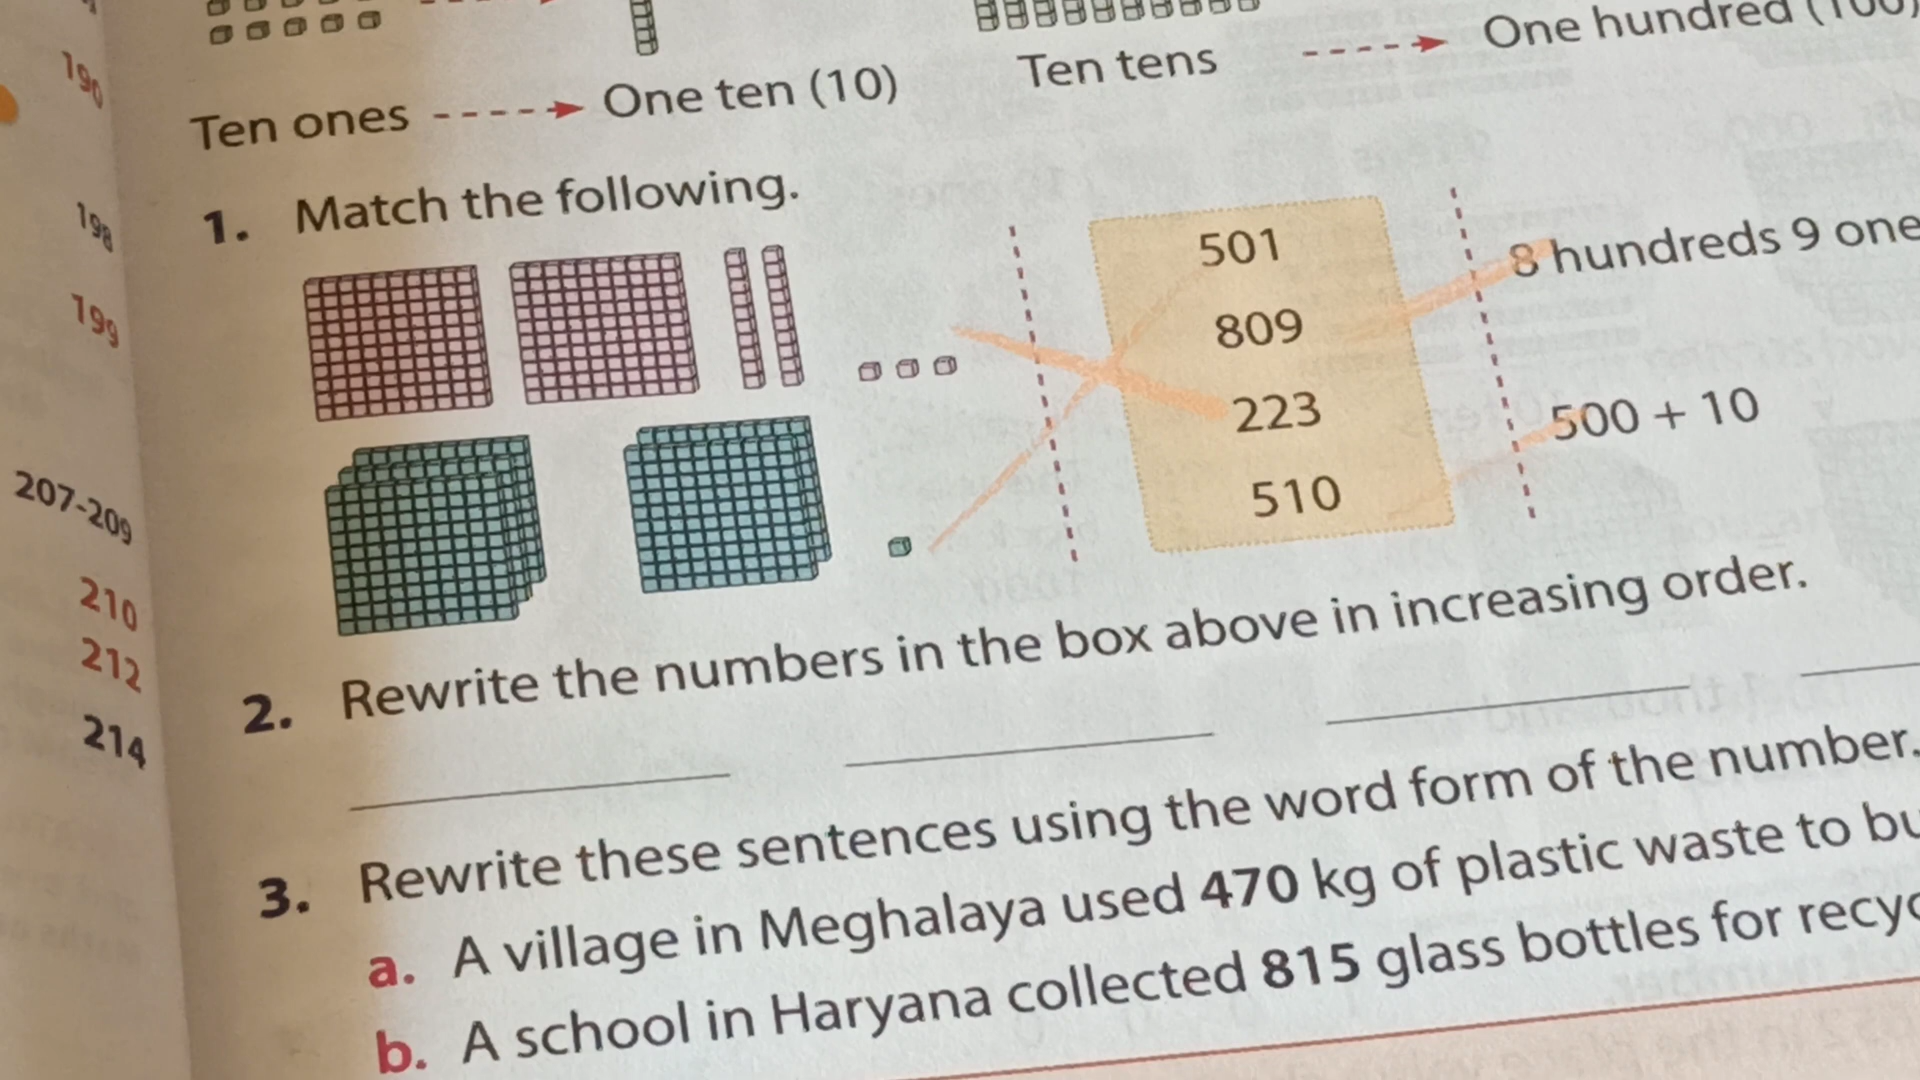 190
198
199
207-209
210
212
214
Ten ones
One ten (10)
Ten tens
One hundred
1. Match the following.
501
809
223
510
8 hundreds 9
500 + 10
2. Rewrite the numbers in the box above in increasing order.
3. Rewrite these sentences using the word form of the number.
a. A village in Meghalaya used 470 kg of plastic waste to
b. A school in Haryana collected 815 glass bottles for